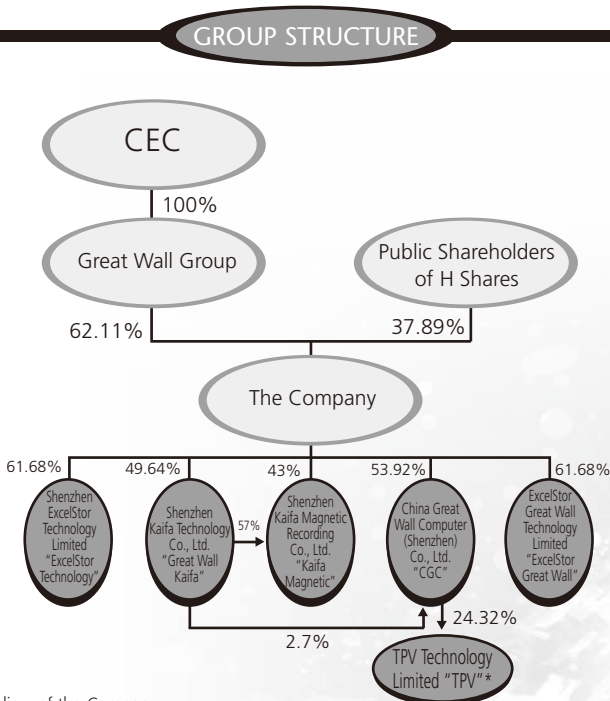 GROUP STRUCTURE
CEC
100%
Great Wall Group
Public Shareholders
of H Shares
62.11%
37.89%
The Company
61.68%
49.64%
43%
53.92%
61.68%
Shenzhen
ExcelStor
Technology
Limited
"ExcelStor
Technology"
Shenzhen
Kaifa Technology
Co., Ltd.
"Great Wall
Kaifa"
57%
Shenzhen
Kaifa Magnetic
Recording
Co., Ltd.
"Kaifa
Magnetic"
China Great
Wall Computer
(Shenzhen)
Co., Ltd.
"CGC"
ExcelStor
Great Wall
Technology
Limited
"ExcelStor
Great Wall"
2.7%
24.32%
TPV Technology
Limited "TPV"*